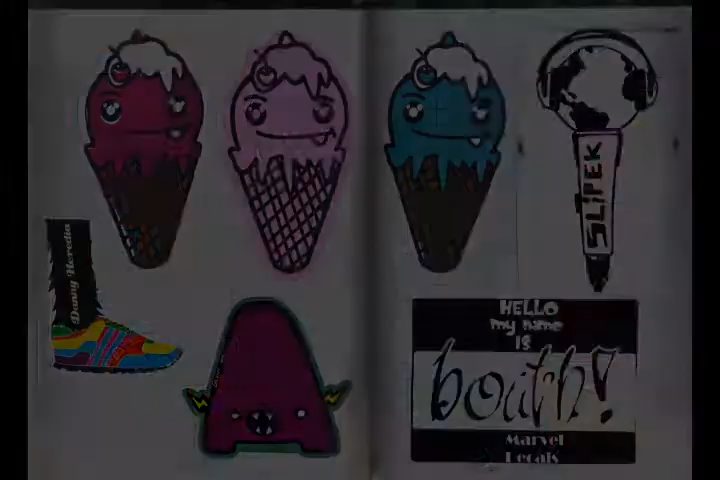 SLIPEK
Danny Heredia
HELLO
my name
is
bouth!
Marvel
Decals